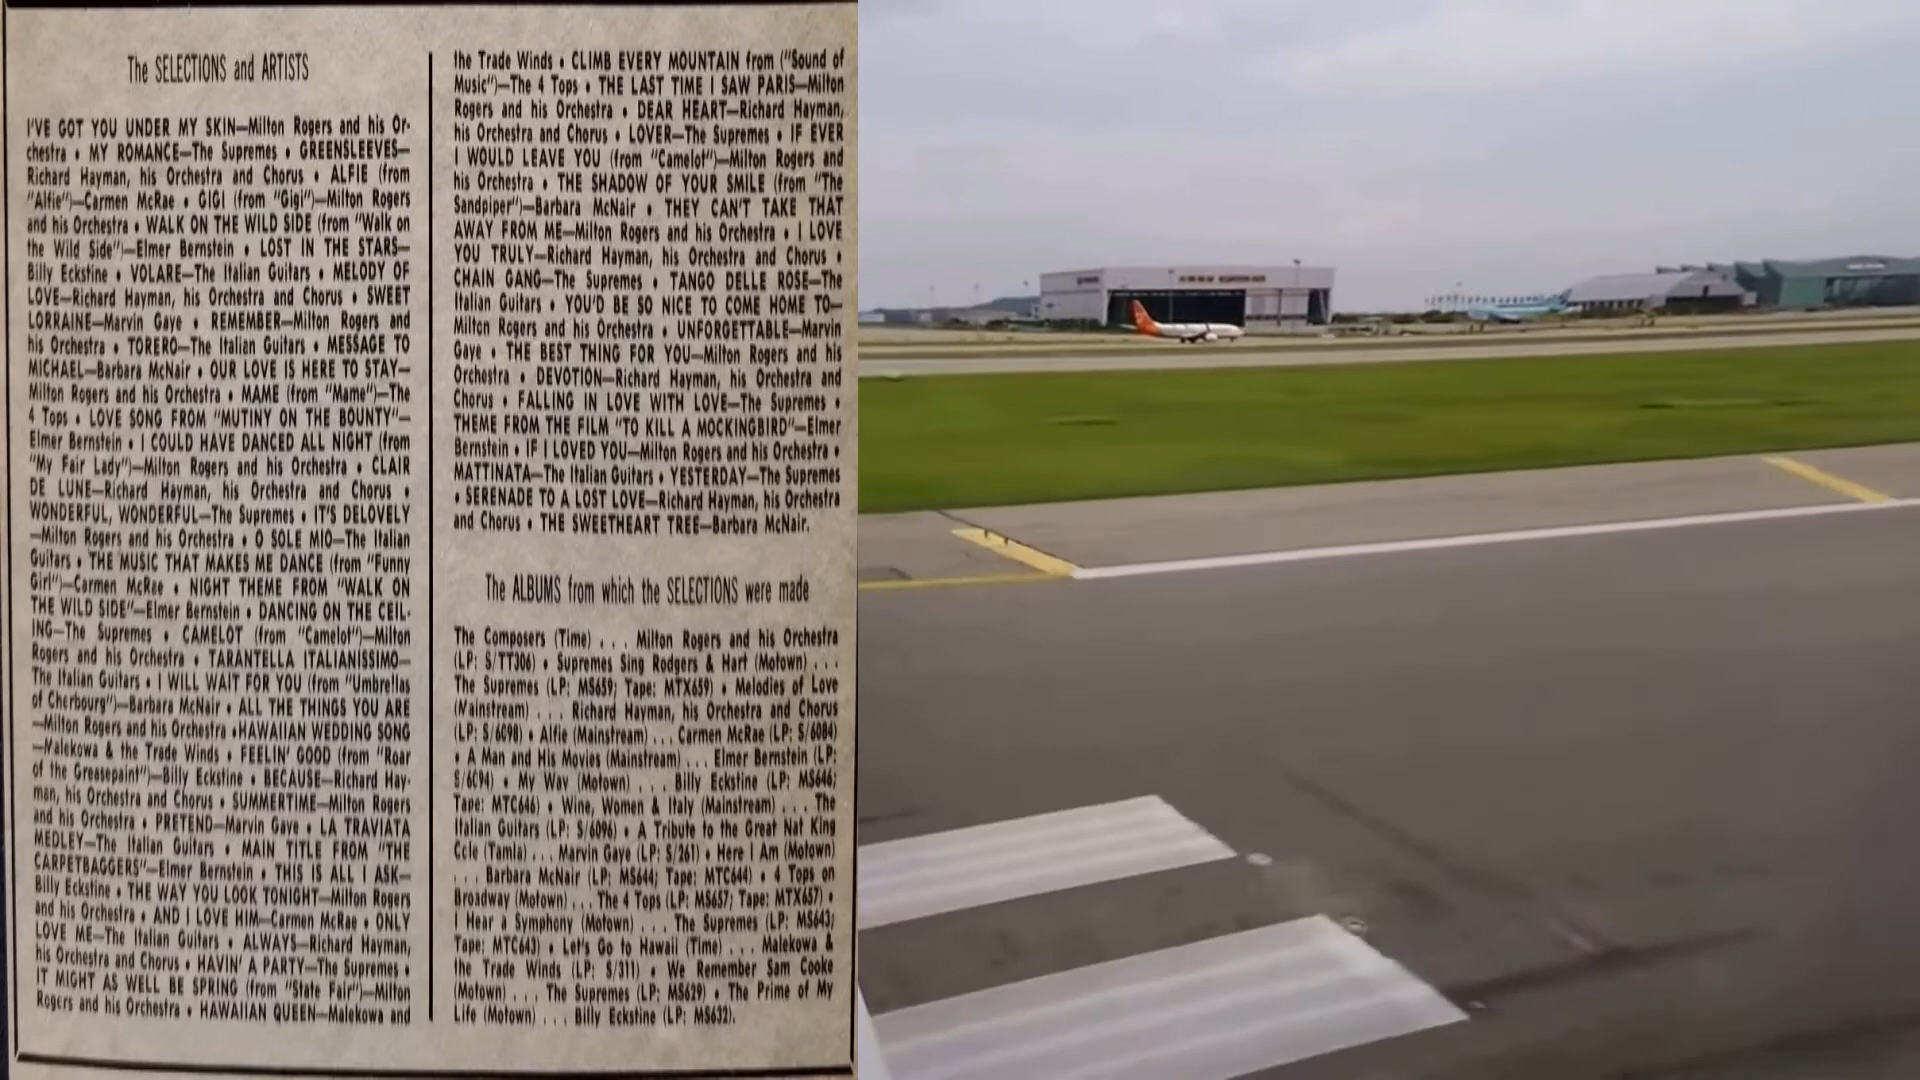 The SELECTIONS and ARTISTS
I'VE GOT YOU UNDER MY SKIN—Milton Rogers and his Or-
chestra • MY ROMANCE—The Supremes • GREENSLEEVES—
Richard Hayman, his Orchestra and Chorus • ALFIE (from
"Alfie")—Carmen McRae • GIGI (from "Gigi")—Milton Rogers
and his Orchestra • WALK ON THE WILD SIDE (from "Walk on
the Wild Side")—Elmer Bernstein • LOST IN THE STARS—
Billy Eckstine • VOLARE—The Italian Guitars • MELODY OF
LOVE—Richard Hayman, his Orchestra and Chorus • SWEET
LORRAINE—Marvin Gaye • REMEMBER—Milton Rogers and
his Orchestra • TORERO—The Italian Guitars • MESSAGE TO
MICHAEL—Barbara McNair • OUR LOVE IS HERE TO STAY—
Milton Rogers and his Orchestra • MAME (from "Mame")—The
4 Tops • LOVE SONG FROM "MUTINY ON THE BOUNTY"—
Elmer Bernstein • I COULD HAVE DANCED ALL NIGHT (from
"My Fair Lady")—Milton Rogers and his Orchestra • CLAIR
DE LUNE—Richard Hayman, his Orchestra and Chorus •
WONDERFUL, WONDERFUL—The Supremes • IT'S DELOVELY
—Milton Rogers and his Orchestra • O SOLE MIO—The Italian
Guitars • THE MUSIC THAT MAKES ME DANCE (from "Funny
Girl")—Carmen McRae • NIGHT THEME FROM "WALK ON
THE WILD SIDE"—Elmer Bernstein • DANCING ON THE CEIL-
ING—The Supremes • CAMELOT (from "Camelot")—Milton
Rogers and his Orchestra • TARANTELLA ITALIANISSIMO—
The Italian Guitars • I WILL WAIT FOR YOU (from "Umbrellas
of Cherbourg")—Barbara McNair • ALL THE THINGS YOU ARE
—Milton Rogers and his Orchestra •HAWAIIAN WEDDING SONG
—Malekowa & the Trade Winds • FEELIN' GOOD (from "Roar
of the Greasepaint")—Billy Eckstine • BECAUSE—Richard Hay-
man, his Orchestra and Chorus • SUMMERTIME—Milton Rogers
and his Orchestra • PRETEND—Marvin Gaye • LA TRAVIATA
MEDLEY—The Italian Guitars • MAIN TITLE FROM "THE
CARPETBAGGERS"—Elmer Bernstein • THIS IS ALL I ASK—
Billy Eckstine • THE WAY YOU LOOK TONIGHT—Milton Rogers
and his Orchestra • AND I LOVE HIM—Carmen McRae • ONLY
LOVE ME—The Italian Guitars • ALWAYS—Richard Hayman,
his Orchestra and Chorus • HAVIN' A PARTY—The Supremes •
IT MIGHT AS WELL BE SPRING (from "State Fair")—Milton
Rogers and his Orchestra • HAWAIIAN QUEEN—Malekowa and
the Trade Winds • CLIMB EVERY MOUNTAIN from ("Sound of
Music")—The 4 Tops • THE LAST TIME I SAW PARIS—Milton
Rogers and his Orchestra • DEAR HEART—Richard Hayman,
his Orchestra and Chorus • LOVER—The Supremes • IF EVER
I WOULD LEAVE YOU (from "Camelot")—Milton Rogers and
his Orchestra • THE SHADOW OF YOUR SMILE (from "The
Sandpiper")—Barbara McNair • THEY CAN'T TAKE THAT
AWAY FROM ME—Milton Rogers and his Orchestra • I LOVE
YOU TRULY—Richard Hayman, his Orchestra and Chorus •
CHAIN GANG—The Supremes • TANGO DELLE ROSE—The
Italian Guitars • YOU'D BE SO NICE TO COME HOME TO—
Milton Rogers and his Orchestra • UNFORGETTABLE—Marvin
Gaye • THE BEST THING FOR YOU—Milton Rogers and his
Orchestra • DEVOTION—Richard Hayman, his Orchestra and
Chorus • FALLING IN LOVE WITH LOVE—The Supremes •
THEME FROM THE FILM "TO KILL A MOCKINGBIRD"—Elmer
Bernstein • IF I LOVED YOU—Milton Rogers and his Orchestra •
MATTINATA—The Italian Guitars • YESTERDAY—The Supremes
• SERENADE TO A LOST LOVE—Richard Hayman, his Orchestra
and Chorus • THE SWEETHEART TREE—Barbara McNair.
The ALBUMS from which the SELECTIONS were made
The Composers (Time) . . . Milton Rogers and his Orchestra
(LP: S/TT306) • Supremes Sing Rodgers & Hart (Motown) . . .
The Supremes (LP: MS659; Tape: MTX659) • Melodies of Love
(Mainstream) . . . Richard Hayman, his Orchestra and Chorus
(LP: S/6098) • Alfie (Mainstream) . . . Carmen McRae (LP: S/6084)
• A Man and His Movies (Mainstream) . . . Elmer Bernstein (LP:
S/6094) • My Way (Motown) . . . Billy Eckstine (LP: MS646;
Tape: MTC646) • Wine, Women & Italy (Mainstream) . . . The
Italian Guitars (LP: S/6096) • A Tribute to the Great Nat King
Cole (Tamla) . . . Marvin Gaye (LP: S/261) • Here I Am (Motown)
. . . Barbara McNair (LP: MS644; Tape: MTC644) • 4 Tops on
Broadway (Motown) . . . The 4 Tops (LP: MS657; Tape: MTX657) •
I Hear a Symphony (Motown) . . . The Supremes (LP: MS643;
Tape: MTC643) • Let's Go to Hawaii (Time) . . . Malekowa &
the Trade Winds (LP: S/311) • We Remember Sam Cooke
(Motown) . . . The Supremes (LP: MS629) • The Prime of My
Life (Motown) . . . Billy Eckstine (LP: MS632).